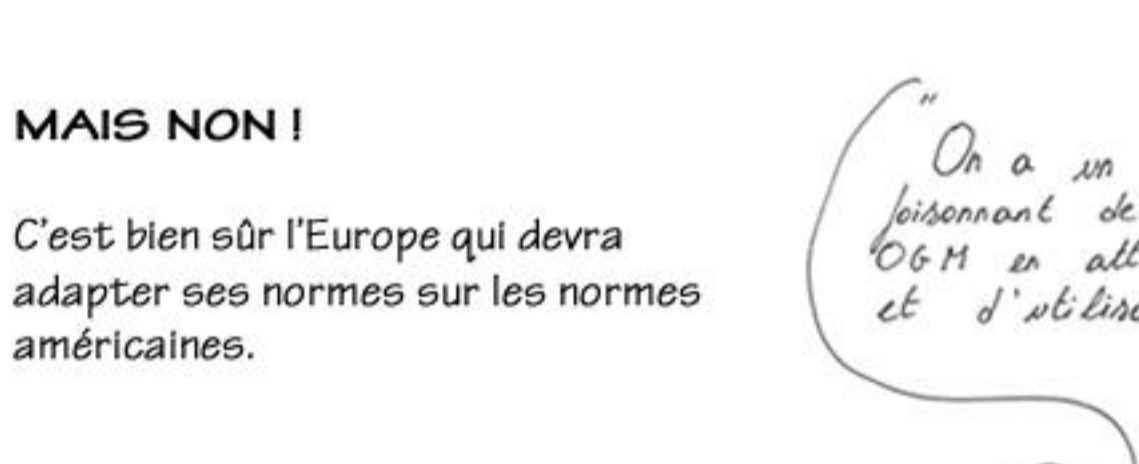 MAIS NON !
C'est bien sûr l'Europe qui devra
adapter ses normes sur les normes
américaines.
"On a un
foisonnant de
OGM en
et d'